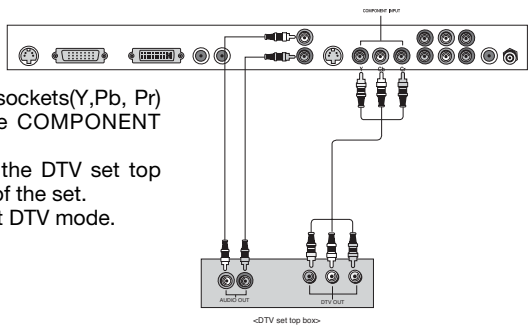 COMPONENT INPUT
sockets(Y,Pb, Pr)
e COMPONENT
the DTV set top
of the set.
t DTV mode.
AUDIO OUT
DTV OUT
<DTV set top box>